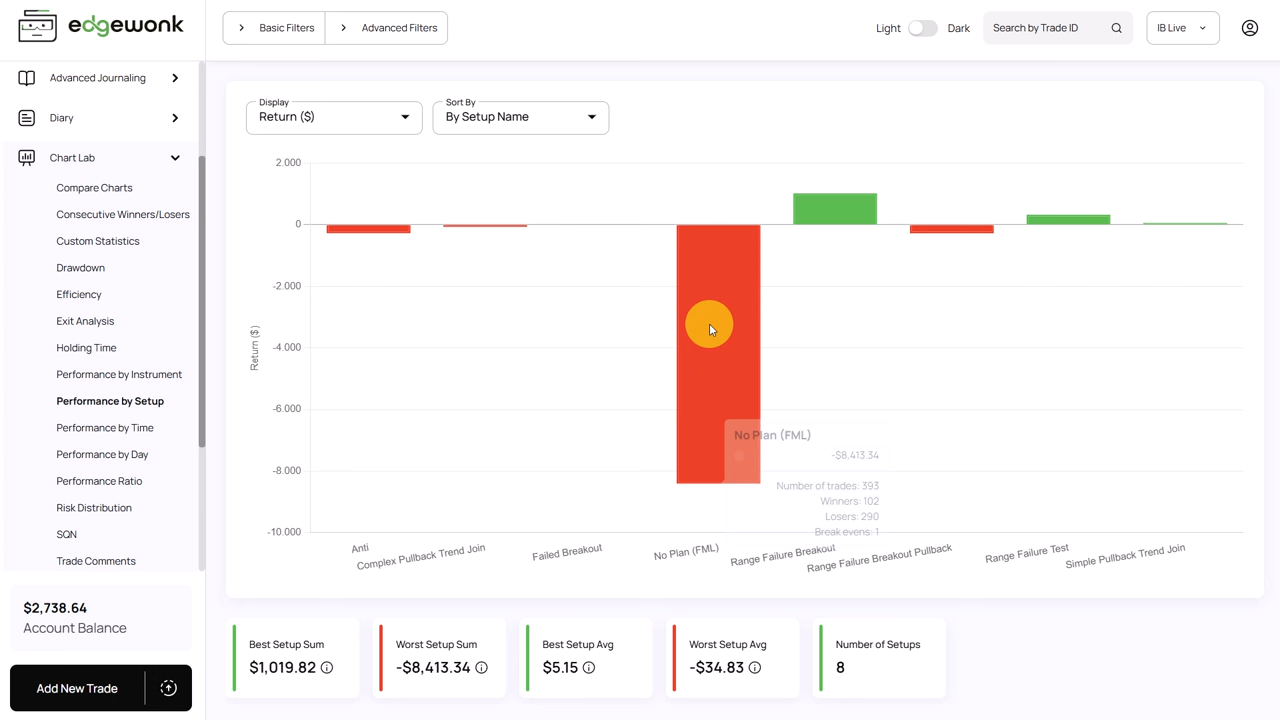 edgewonk
Basic Filters
Advanced Filters
Light
Dark
Search by Trade ID
IB Live
Advanced Journaling
Diary
Chart Lab
Compare Charts
Consecutive Winners/Losers
Custom Statistics
Drawdown
Efficiency
Exit Analysis
Holding Time
Performance by Instrument
Performance by Setup
Performance by Time
Performance by Day
Performance Ratio
Risk Distribution
SQN
Trade Comments
$2,738.64
Account Balance
Add New Trade
Display
Return ($)
Sort By
By Setup Name
2.000
0
-2.000
-4.000
-6.000
-8.000
-10.000
Return ($)
No Plan (FML)
-$8,413.34
Number of trades: 393
Winners: 102
Losers: 290
Break evens: 1
Anti
Complex Pullback Trend Join
Failed Breakout
No Plan (FML)
Range Failure Breakout
Range Failure Breakout Pullback
Range Failure Test
Simple Pullback Trend Join
Best Setup Sum
$1,019.82
Worst Setup Sum
-$8,413.34
Best Setup Avg
$5.15
Worst Setup Avg
-$34.83
Number of Setups
8